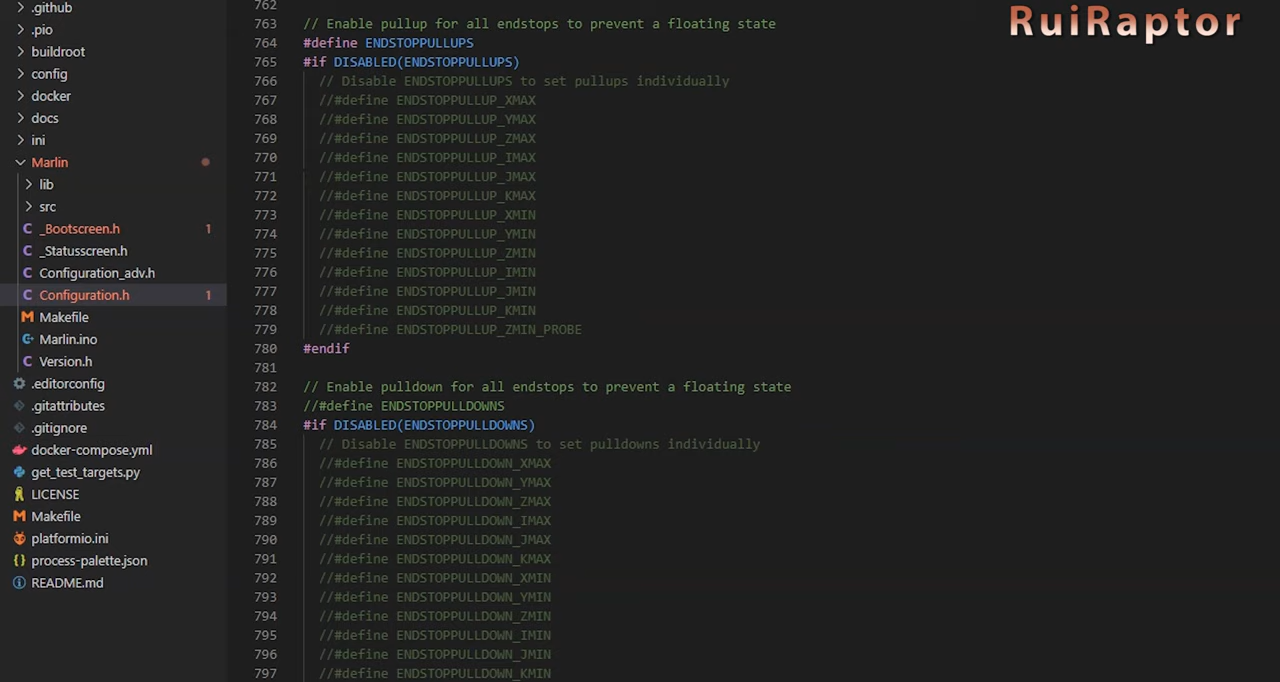 .github
.pio
buildroot
config
docker
docs
ini
Marlin
lib
src
C _Bootscreen.h 1
C _Statusscreen.h
C Configuration_adv.h
C Configuration.h 1
M Makefile
Marlin.ino
C Version.h
.editorconfig
.gitattributes
.gitignore
docker-compose.yml
get_test_targets.py
LICENSE
M Makefile
platformio.ini
{} process-palette.json
README.md
RuiRaptor
762
763 // Enable pullup for all endstops to prevent a floating state
764 #define ENDSTOPPULLUPS
765 #if DISABLED(ENDSTOPPULLUPS)
766 // Disable ENDSTOPPULLUPS to set pullups individually
767 //#define ENDSTOPPULLUP_XMAX
768 //#define ENDSTOPPULLUP_YMAX
769 //#define ENDSTOPPULLUP_ZMAX
770 //#define ENDSTOPPULLUP_IMAX
771 //#define ENDSTOPPULLUP_JMAX
772 //#define ENDSTOPPULLUP_KMAX
773 //#define ENDSTOPPULLUP_XMIN
774 //#define ENDSTOPPULLUP_YMIN
775 //#define ENDSTOPPULLUP_ZMIN
776 //#define ENDSTOPPULLUP_IMIN
777 //#define ENDSTOPPULLUP_JMIN
778 //#define ENDSTOPPULLUP_KMIN
779 //#define ENDSTOPPULLUP_ZMIN_PROBE
780 #endif
781
782 // Enable pulldown for all endstops to prevent a floating state
783 //#define ENDSTOPPULLDOWNS
784 #if DISABLED(ENDSTOPPULLDOWNS)
785 // Disable ENDSTOPPULLDOWNS to set pulldowns individually
786 //#define ENDSTOPPULLDOWN_XMAX
787 //#define ENDSTOPPULLDOWN_YMAX
788 //#define ENDSTOPPULLDOWN_ZMAX
789 //#define ENDSTOPPULLDOWN_IMAX
790 //#define ENDSTOPPULLDOWN_JMAX
791 //#define ENDSTOPPULLDOWN_KMAX
792 //#define ENDSTOPPULLDOWN_XMIN
793 //#define ENDSTOPPULLDOWN_YMIN
794 //#define ENDSTOPPULLDOWN_ZMIN
795 //#define ENDSTOPPULLDOWN_IMIN
796 //#define ENDSTOPPULLDOWN_JMIN
797 //#define ENDSTOPPULLDOWN_KMIN